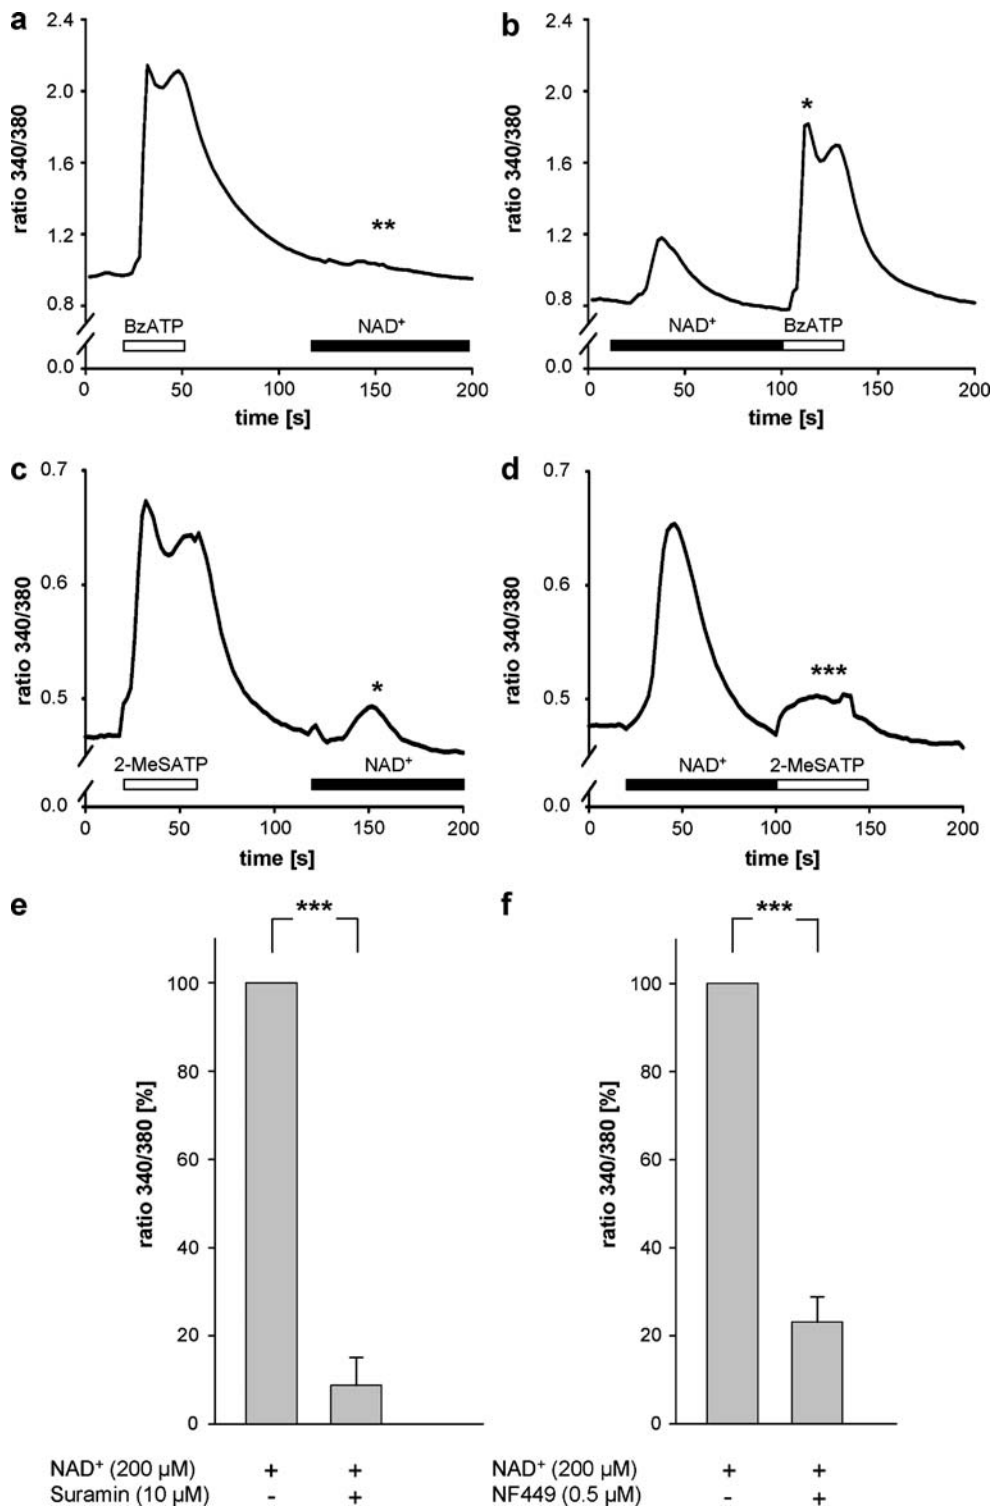 a
2.4
2.0
1.6
1.2
0.8
0.0
ratio 340/380
**
BzATP
NAD⁺
0 50 100 150 200
time [s]
b
2.4
2.0
1.6
1.2
0.8
0.0
ratio 340/380
*
NAD⁺
BzATP
0 50 100 150 200
time [s]
c
0.7
0.6
0.5
0.0
ratio 340/380
*
2-MeSATP
NAD⁺
0 50 100 150 200
time [s]
d
0.7
0.6
0.5
0.0
ratio 340/380
***
NAD⁺
2-MeSATP
0 50 100 150 200
time [s]
e
***
100
80
60
40
20
0
ratio 340/380 [%]
NAD⁺ (200 µM) + +
Suramin (10 µM) - +
f
***
100
80
60
40
20
0
ratio 340/380 [%]
NAD⁺ (200 µM) + +
NF449 (0.5 µM) - +